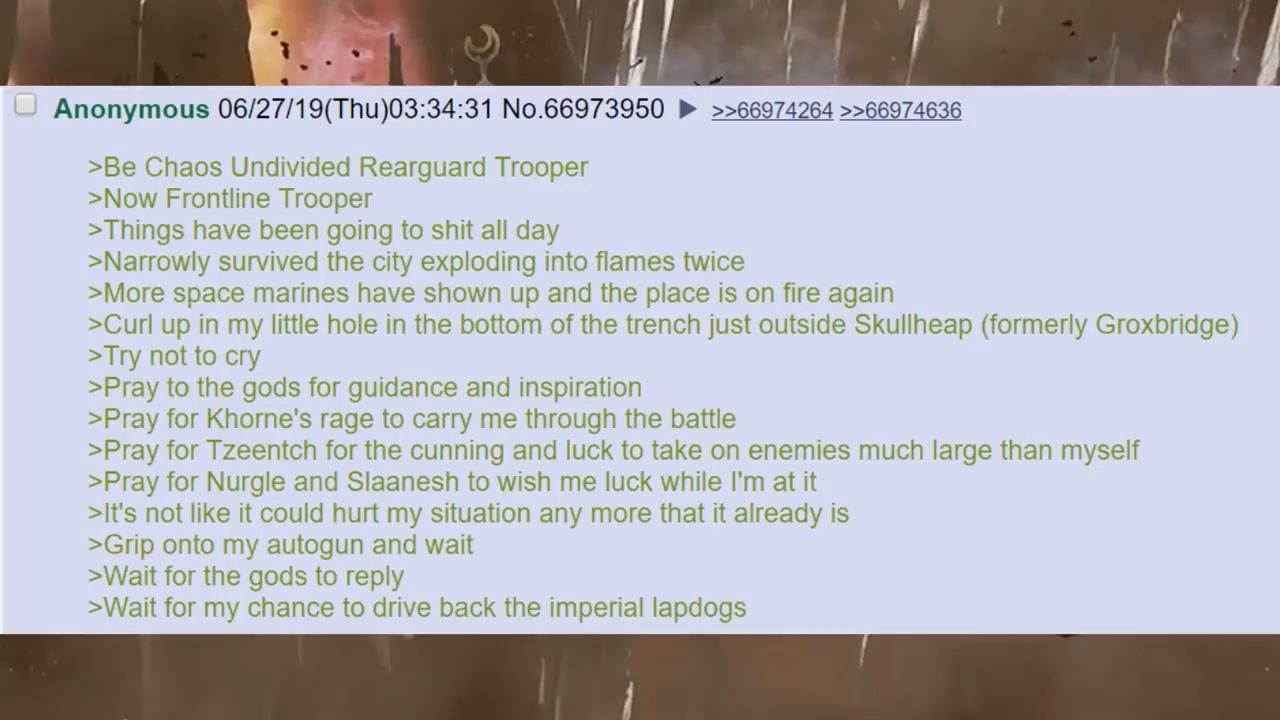 Anonymous 06/27/19(Thu)03:34:31 No.66973950 ▶ >>66974264 >>66974636
>Be Chaos Undivided Rearguard Trooper
>Now Frontline Trooper
>Things have been going to shit all day
>Narrowly survived the city exploding into flames twice
>More space marines have shown up and the place is on fire again
>Curl up in my little hole in the bottom of the trench just outside Skullheap (formerly Groxbridge)
>Try not to cry
>Pray to the gods for guidance and inspiration
>Pray for Khorne's rage to carry me through the battle
>Pray for Tzeentch for the cunning and luck to take on enemies much large than myself
>Pray for Nurgle and Slaanesh to wish me luck while I'm at it
>It's not like it could hurt my situation any more that it already is
>Grip onto my autogun and wait
>Wait for the gods to reply
>Wait for my chance to drive back the imperial lapdogs